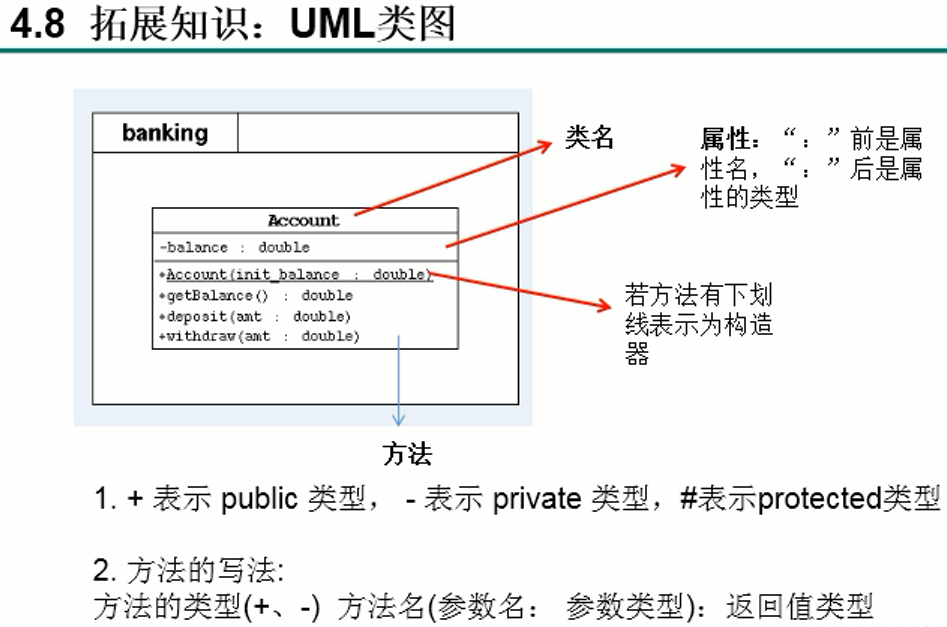 4.8 拓展知识：UML类图
banking
类名
属性：“：”前是属
性名，“：”后是属
性的类型
Account
-balance : double
+Account(init_balance : double)
+getBalance() : double
+deposit(amt : double)
+withdraw(amt : double)
若方法有下划
线表示为构造
器
方法
1. + 表示 public 类型， - 表示 private 类型，#表示protected类型
2. 方法的写法:
方法的类型(+、-) 方法名(参数名： 参数类型)：返回值类型